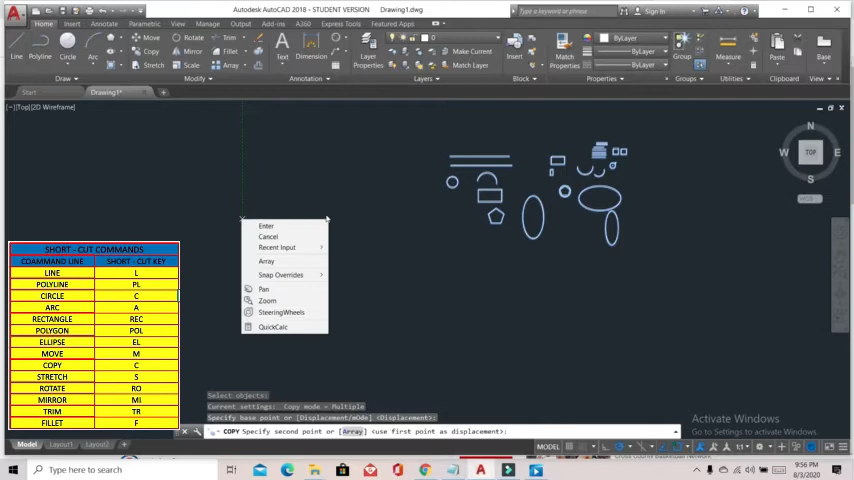 Autodesk AutoCAD 2018 - STUDENT VERSION Drawing1.dwg
Type a keyword or phrase
Sign In
Home Insert Annotate Parametric View Manage Output Add-ins A360 Express Tools Featured Apps
Line Polyline Circle Arc
Move Rotate Trim
Copy Mirror Fillet
Stretch Scale Array
Text Dimension
Layer Properties
0
Make Current
Match Layer
Insert
Match Properties
ByLayer
ByLayer
ByLayer
Group
Measure
Paste
Base
Draw Modify Annotation Layers Block Properties Groups Utilities Clipboard View
Start Drawing1*
[–][Top][2D Wireframe]
N
W TOP E
S
Enter
Cancel
Recent Input
Array
Snap Overrides
Pan
Zoom
SteeringWheels
QuickCalc
SHORT - CUT COMMANDS
COAMMAND LINE SHORT - CUT KEY
LINE L
POLYLINE PL
CIRCLE C
ARC A
RECTANGLE REC
POLYGON POL
ELLIPSE EL
MOVE M
COPY C
STRETCH S
ROTATE RO
MIRROR MI
TRIM TR
FILLET F
Select objects:
Current settings: Copy mode = Multiple
Specify base point or [Displacement/mOde] <Displacement>:
COPY Specify second point or [Array] <use first point as displacement>:
Activate Windows
Go to Settings to activate Windows.
Model Layout1 Layout2
MODEL
1:1
Type here to search
9:56 PM
8/3/2020